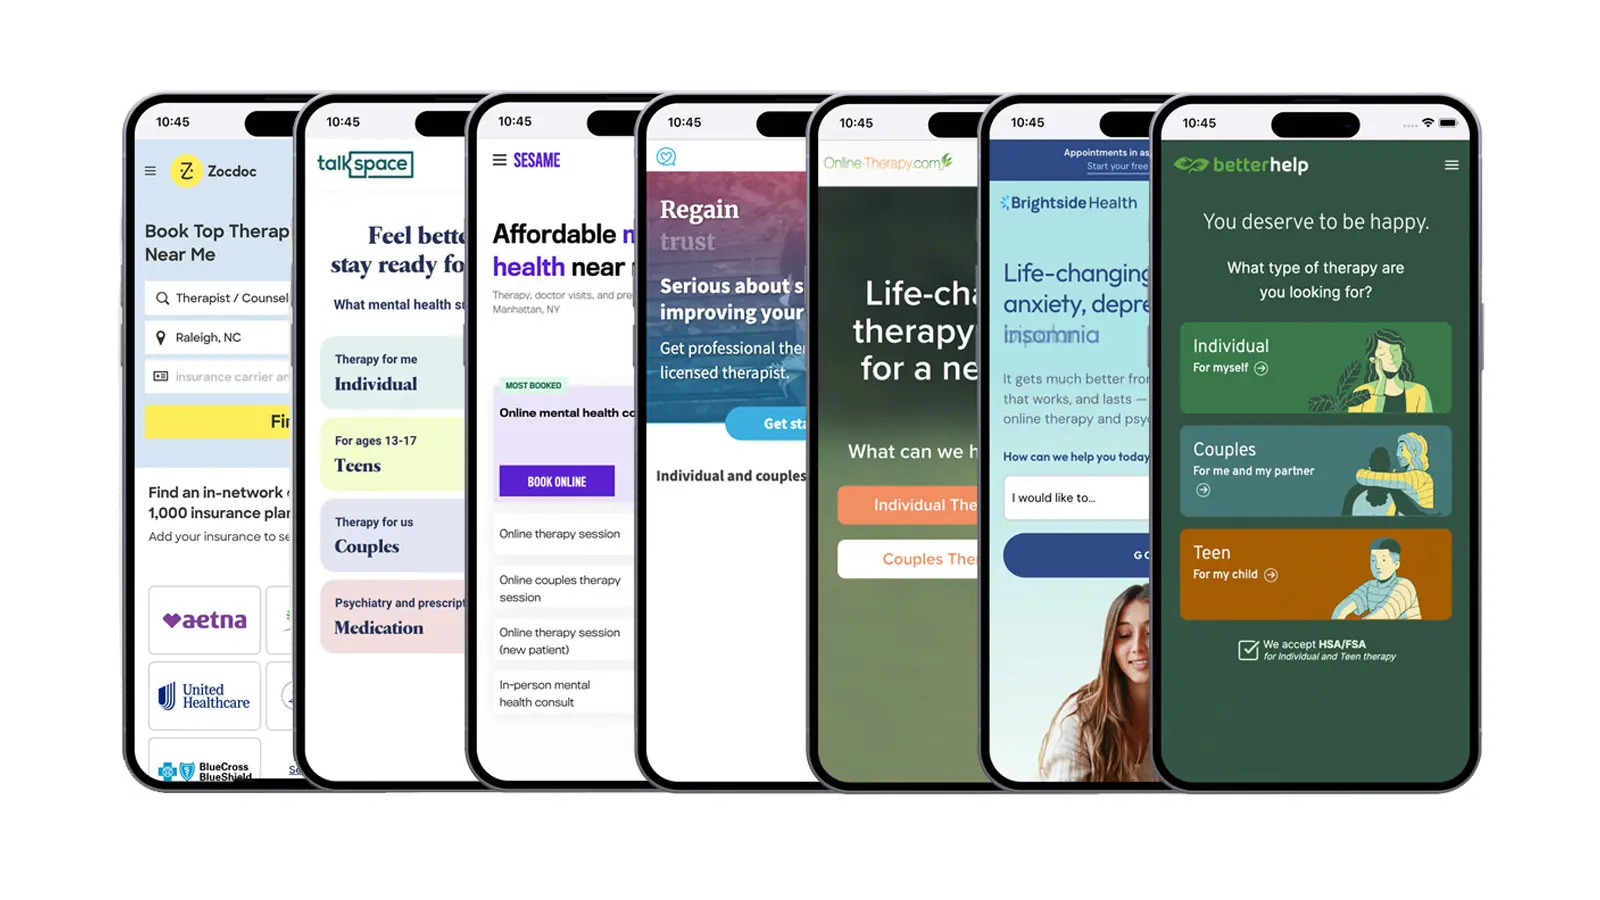 10:45
Zocdoc
Book Top Therap
Near Me
Therapist / Counsel
Raleigh, NC
insurance carrier an
Fi
Find an in-network
1,000 insurance plan
Add your insurance to se
aetna
United
Healthcare
BlueCross
BlueShield
Se
10:45
talkspace
Feel bette
stay ready fo
What mental health su
Therapy for me
Individual
For ages 13-17
Teens
Therapy for us
Couples
Psychiatry and prescript
Medication
10:45
SESAME
Affordable m
health near
Therapy, doctor visits, and pre
Manhattan, NY
MOST BOOKED
Online mental health co
BOOK ONLINE
Online therapy session
Online couples therapy
session
Online therapy session
(new patient)
In-person mental
health consult
10:45
Regain
trust
Serious about s
improving your
Get professional the
licensed therapist.
Get sta
Individual and couples
10:45
Online-Therapy.com
Life-cha
therapy
for a ne
What can we h
Individual The
Couples The
10:45
Appointments in as
Start your free
Brightside Health
Life-changing
anxiety, depre
insomnia
It gets much better from
that works, and lasts —
online therapy and psy
How can we help you today
I would like to...
GO
10:45
betterhelp
You deserve to be happy.
What type of therapy are
you looking for?
Individual
For myself
Couples
For me and my partner
Teen
For my child
We accept HSA/FSA
for Individual and Teen therapy